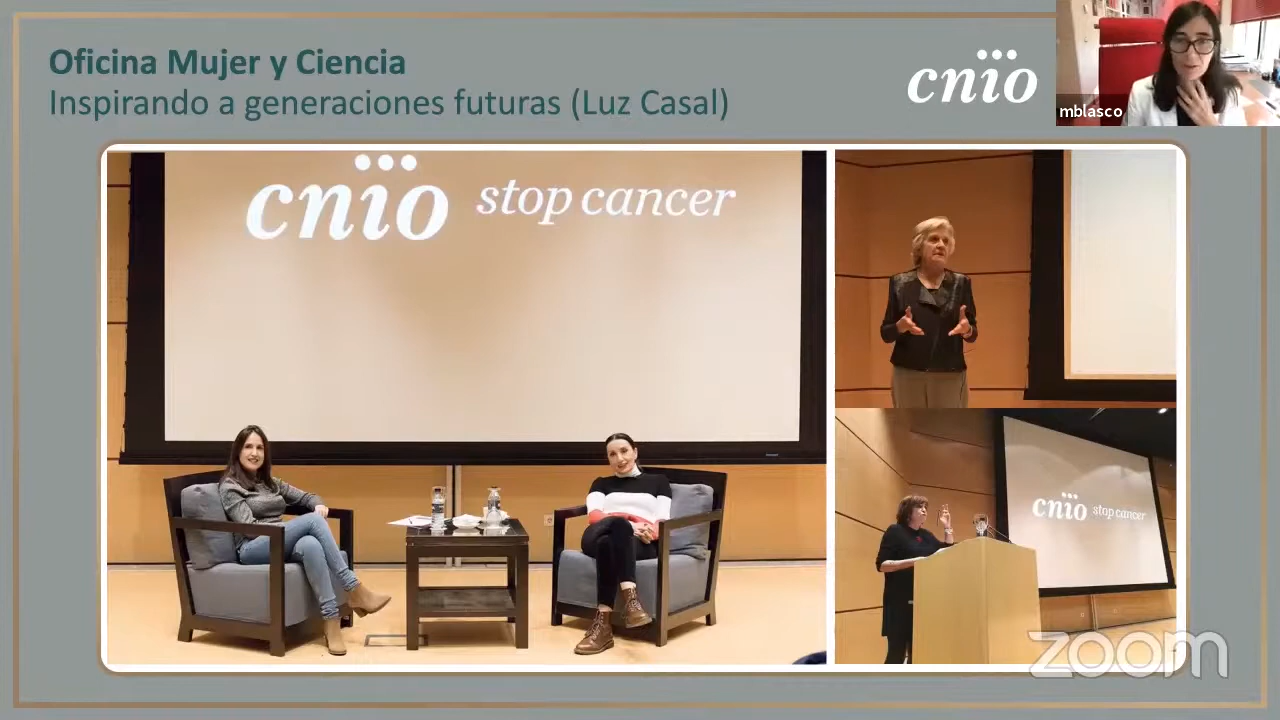 Oficina Mujer y Ciencia
Inspirando a generaciones futuras (Luz Casal)
cnio
mblasco
cnio stop cancer
cnio stop cancer
zoom